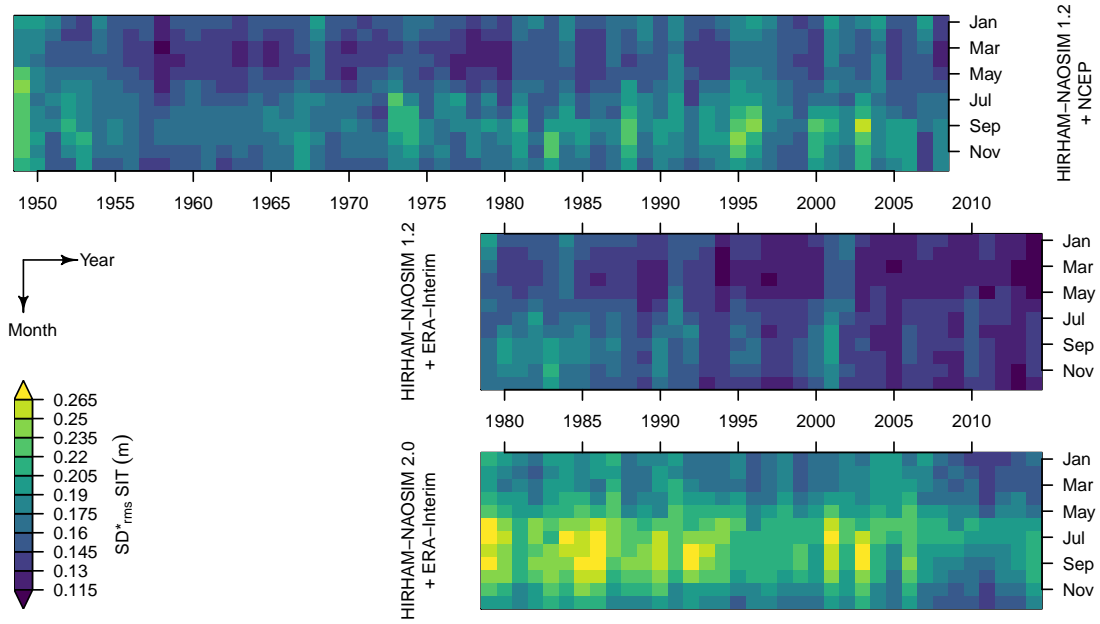 Jan
Mar
May
Jul
Sep
Nov
HIRHAM–NAOSIM 1.2
+ NCEP
1950 1955 1960 1965 1970 1975 1980 1985 1990 1995 2000 2005 2010
HIRHAM–NAOSIM 1.2
+ ERA–Interim
Jan
Mar
May
Jul
Sep
Nov
Year
Month
1980 1985 1990 1995 2000 2005 2010
HIRHAM–NAOSIM 2.0
+ ERA–Interim
Jan
Mar
May
Jul
Sep
Nov
0.265
0.25
0.235
0.22
0.205
0.19
0.175
0.16
0.145
0.13
0.115
SD*rms SIT (m)